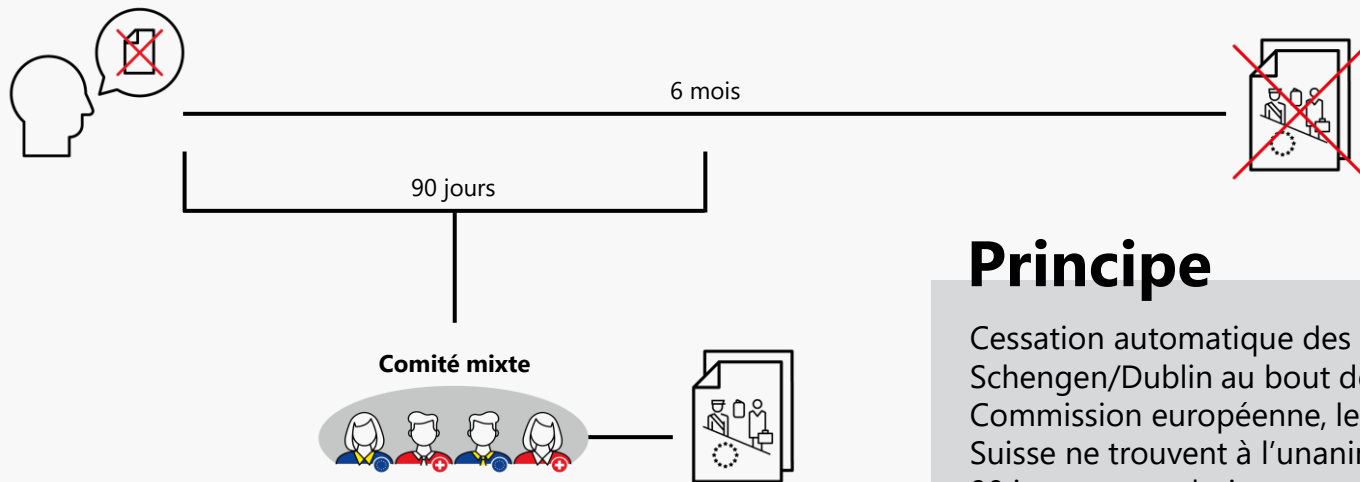 6 mois
90 jours
Comité mixte
Principe
Cessation automatique des
Schengen/Dublin au bout d
Commission européenne, le
Suisse ne trouvent à l'unanim